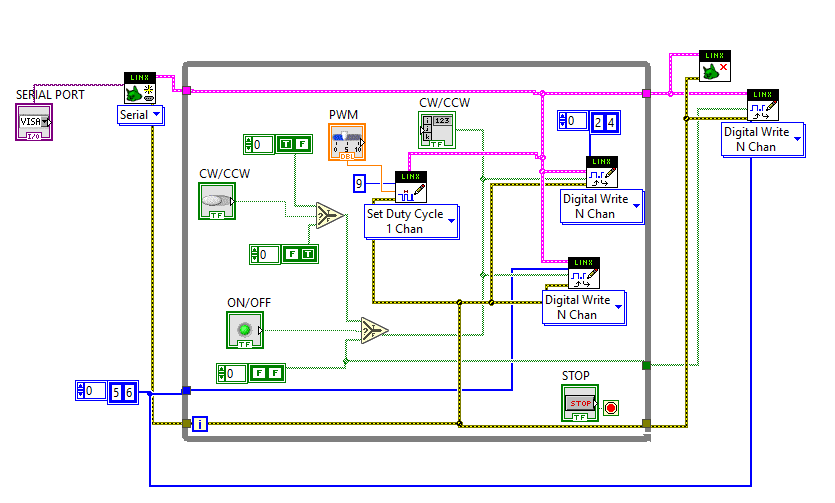 LINX
LINX
SERIAL PORT
VISA
I/O
Serial
LINX
PWM
0 5 10
DBL
CW/CCW
i
j
k
123
TF
0
2 4
0
T F
9
LINX
LINX
Digital Write
N Chan
CW/CCW
TF
Set Duty Cycle
1 Chan
Digital Write
N Chan
?
T
F
0
F T
LINX
ON/OFF
TF
Digital Write
N Chan
?
T
F
0
F F
STOP
STOP
TF
0
5 6
i